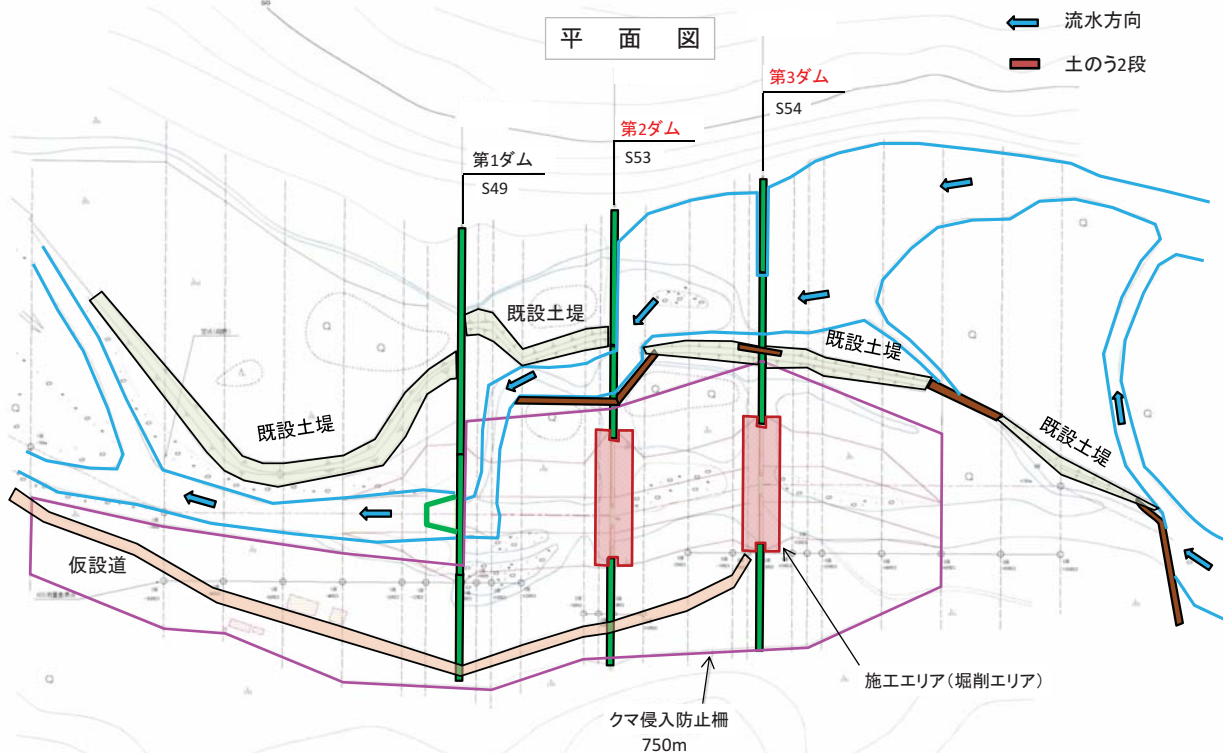 平 面 図
流水方向
土のう2段
第3ダム
S54
第2ダム
S53
第1ダム
S49
既設土堤
既設土堤
既設土堤
既設土堤
仮設道
施工エリア(堀削エリア)
クマ侵入防止柵
750m